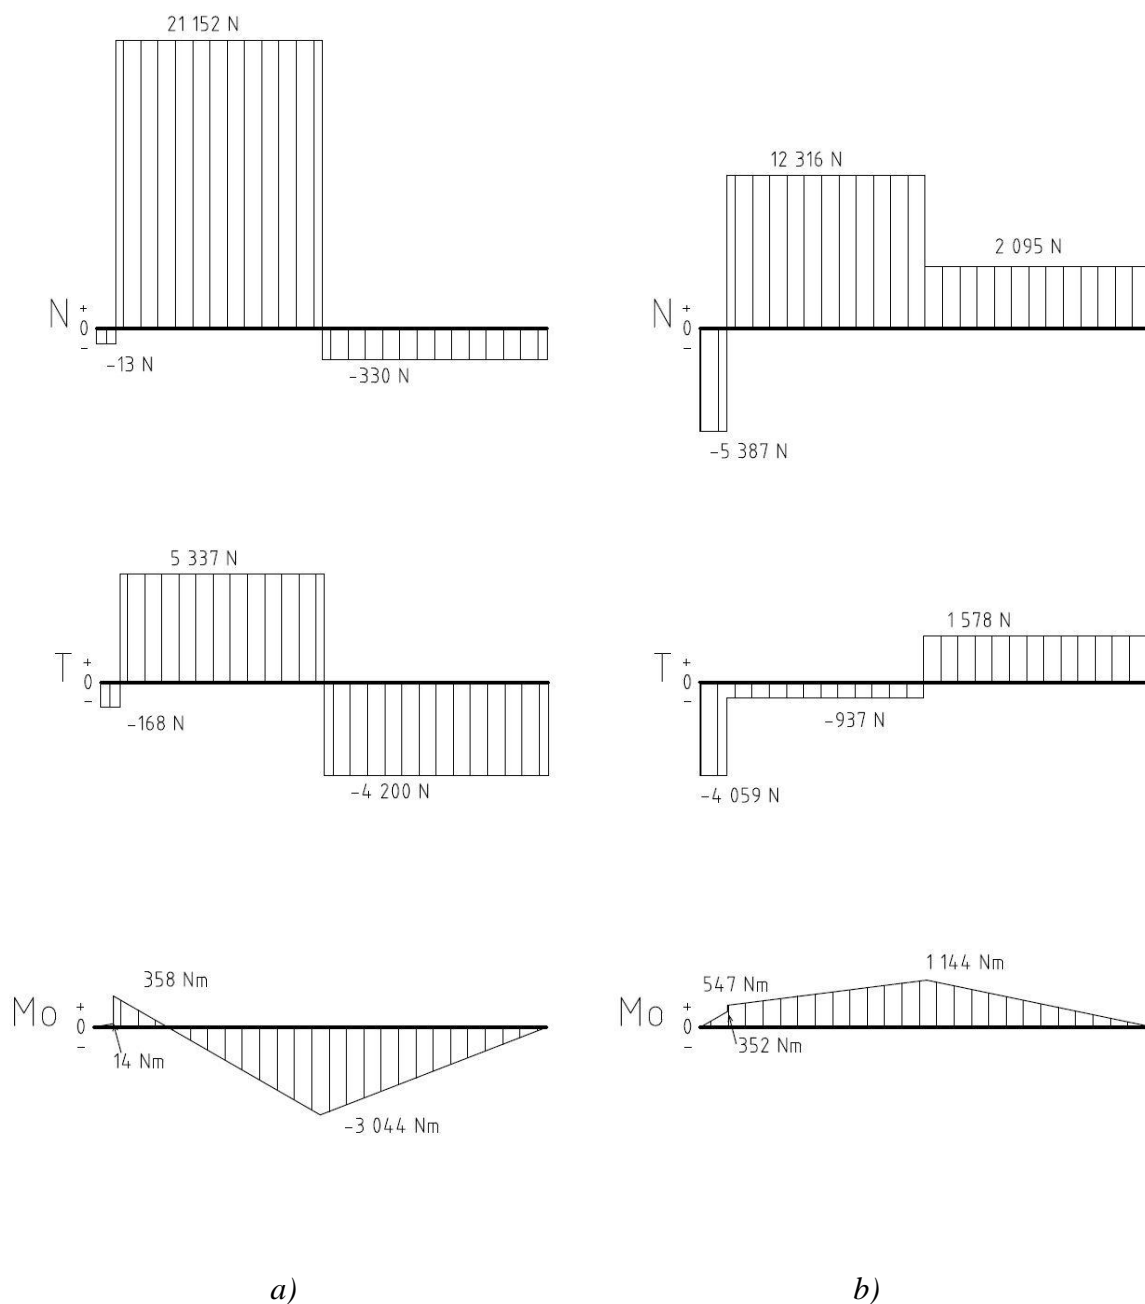 21 152 N
12 316 N
2 095 N
N + 0 −
-13 N
-330 N
N + 0 −
-5 387 N
5 337 N
1 578 N
T + 0 −
-168 N
-4 200 N
T + 0 −
-937 N
-4 059 N
358 Nm
1 144 Nm
547 Nm
Mo + 0 −
14 Nm
-3 044 Nm
Mo + 0 −
352 Nm
a)
b)